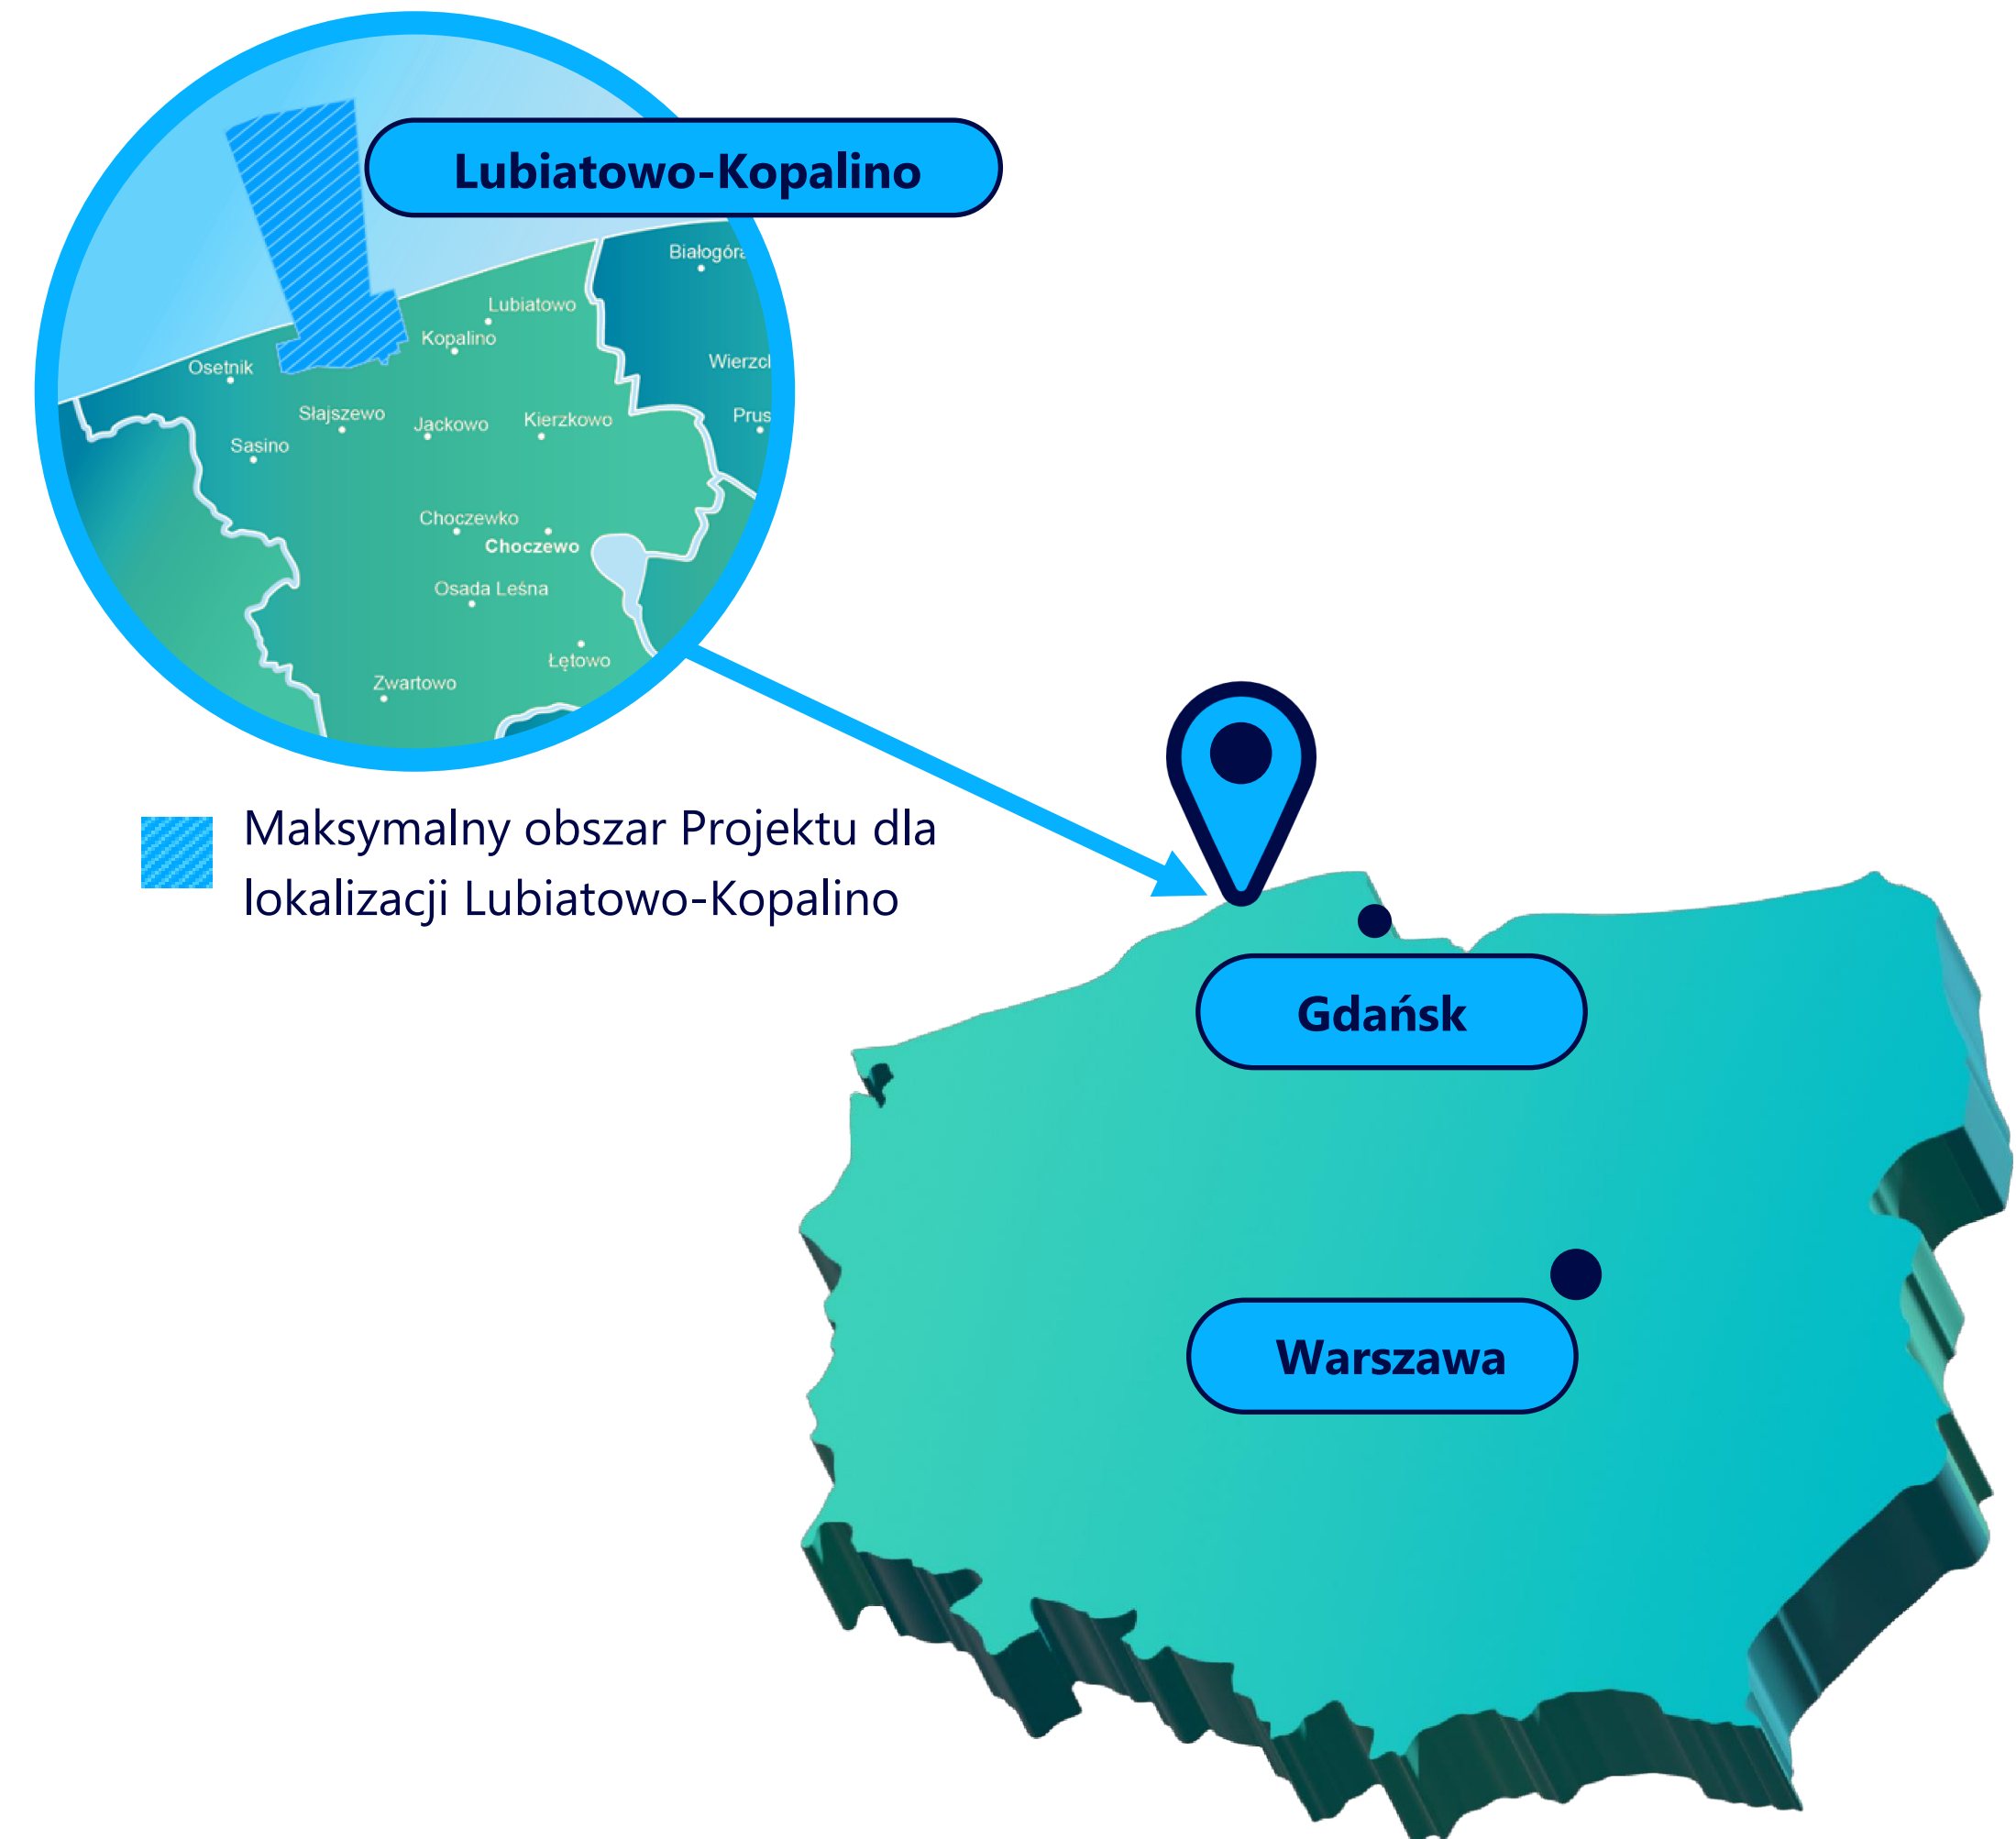 Lubiatowo-Kopalino
Białogóra
Lubiatowo
Kopalino
Osetnik
Wierzcl
Słajszewo
Jackowo
Kierzkowo
Prus
Sasino
Choczewko
Choczewo
Osada Leśna
Łętowo
Zwartowo
Maksymalny obszar Projektu dla
lokalizacji Lubiatowo-Kopalino
Gdańsk
Warszawa